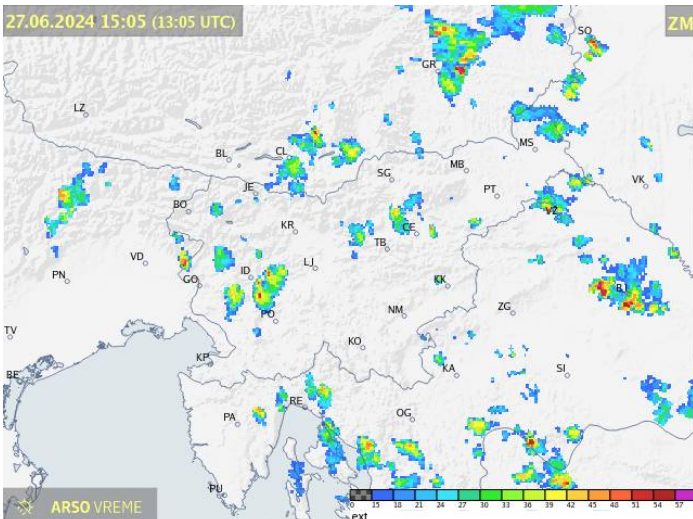 27.06.2024 15:05 (13:05 UTC)
ZM
SO
GR
LZ
MS
BL
CL
SG
MB
VK
JE
PT
BO
VZ
KR
CE
TB
VD
LJ
PN
GO
ID
KK
BJ
NM
ZG
PO
TV
KO
KP
BE
KA
SI
RE
PA
OG
PU
ARSO VREME
0 15 18 21 24 27 30 33 36 39 42 45 48 51 54 57
ext